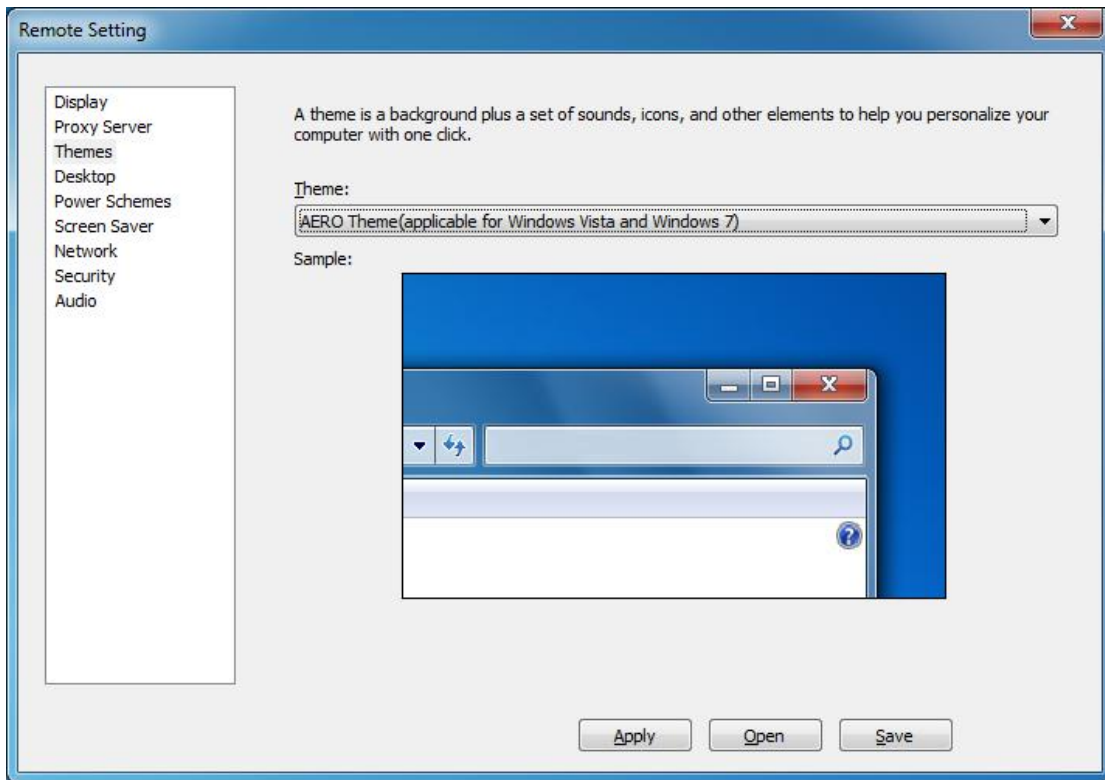 Remote Setting
Display
Proxy Server
Themes
Desktop
Power Schemes
Screen Saver
Network
Security
Audio
A theme is a background plus a set of sounds, icons, and other elements to help you personalize your
computer with one click.
Theme:
AERO Theme(applicable for Windows Vista and Windows 7)
Sample:
Apply
Open
Save